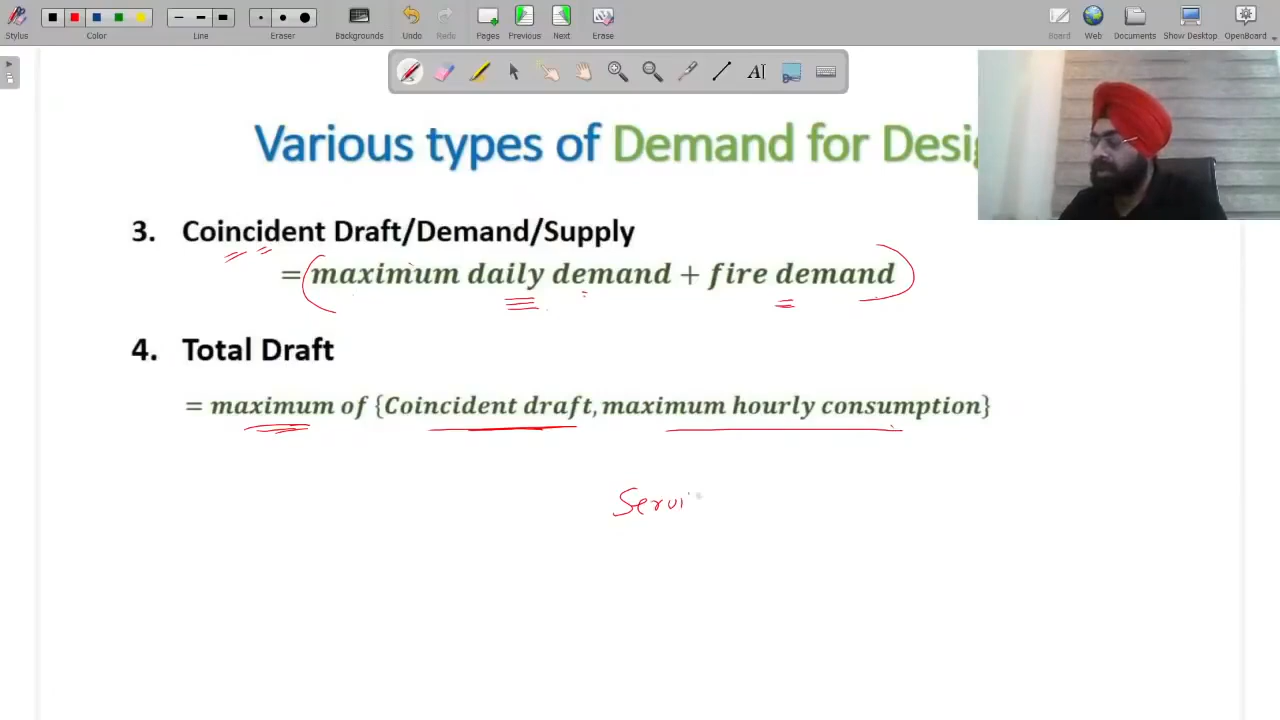 Stylus Color Line Eraser Backgrounds Undo Redo Pages Previous Next Erase Board Web Documents Show Desktop OpenBoard
Various types of Demand for Desig
3. Coincident Draft/Demand/Supply
= (maximum daily demand + fire demand)
4. Total Draft
= maximum of {Coincident draft, maximum hourly consumption}
Servi